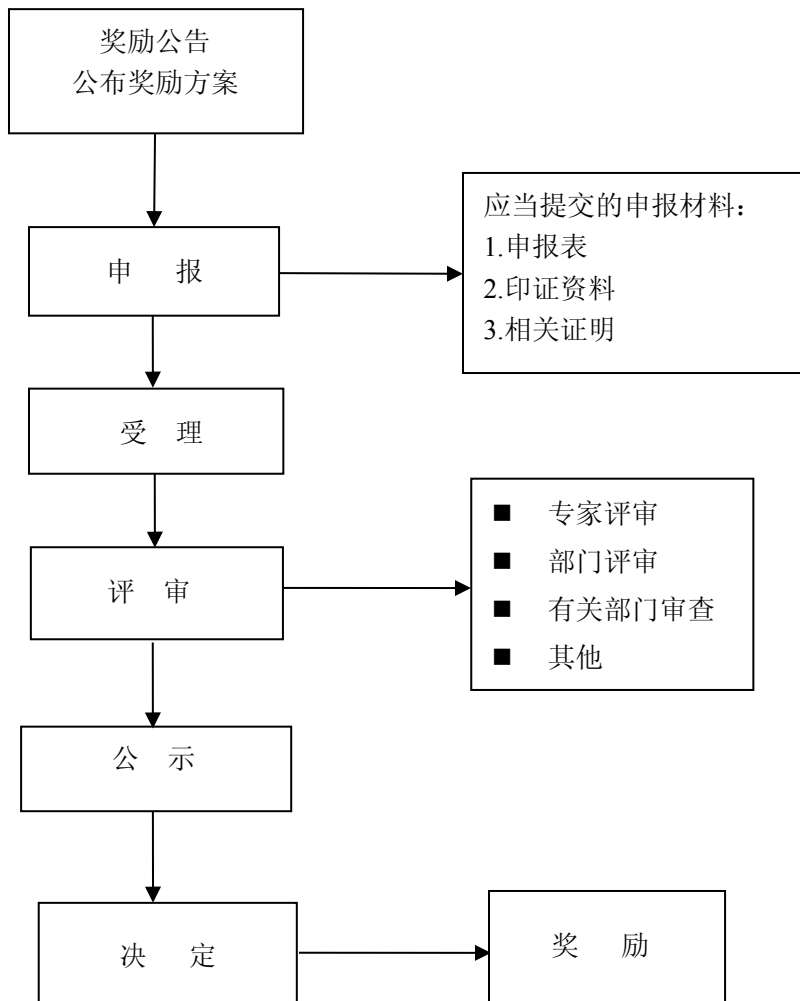 奖励公告
公布奖励方案
应当提交的申报材料：
1.申报表
2.印证资料
3.相关证明
申 报
受 理
■ 专家评审
■ 部门评审
■ 有关部门审查
■ 其他
评 审
公 示
决 定
奖 励